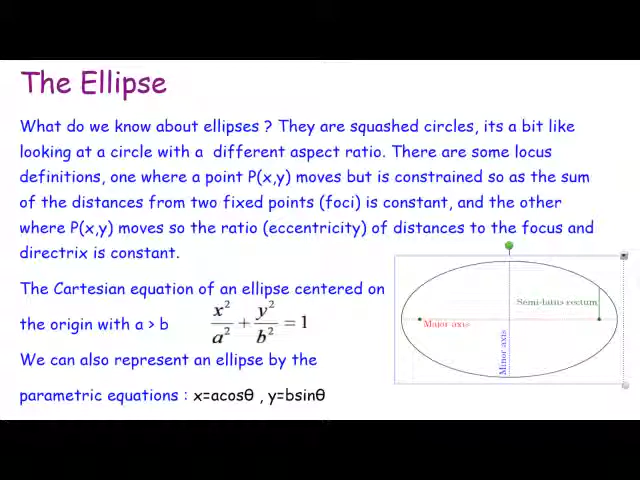 The Ellipse
What do we know about ellipses ? They are squashed circles, its a bit like
looking at a circle with a different aspect ratio. There are some locus
definitions, one where a point P(x,y) moves but is constrained so as the sum
of the distances from two fixed points (foci) is constant, and the other
where P(x,y) moves so the ratio (eccentricity) of distances to the focus and
directrix is constant.
The Cartesian equation of an ellipse centered on
the origin with a > b x²/a² + y²/b² = 1
We can also represent an ellipse by the
parametric equations : x=acosθ , y=bsinθ
Semi-latus rectum
Major axis
Minor axis